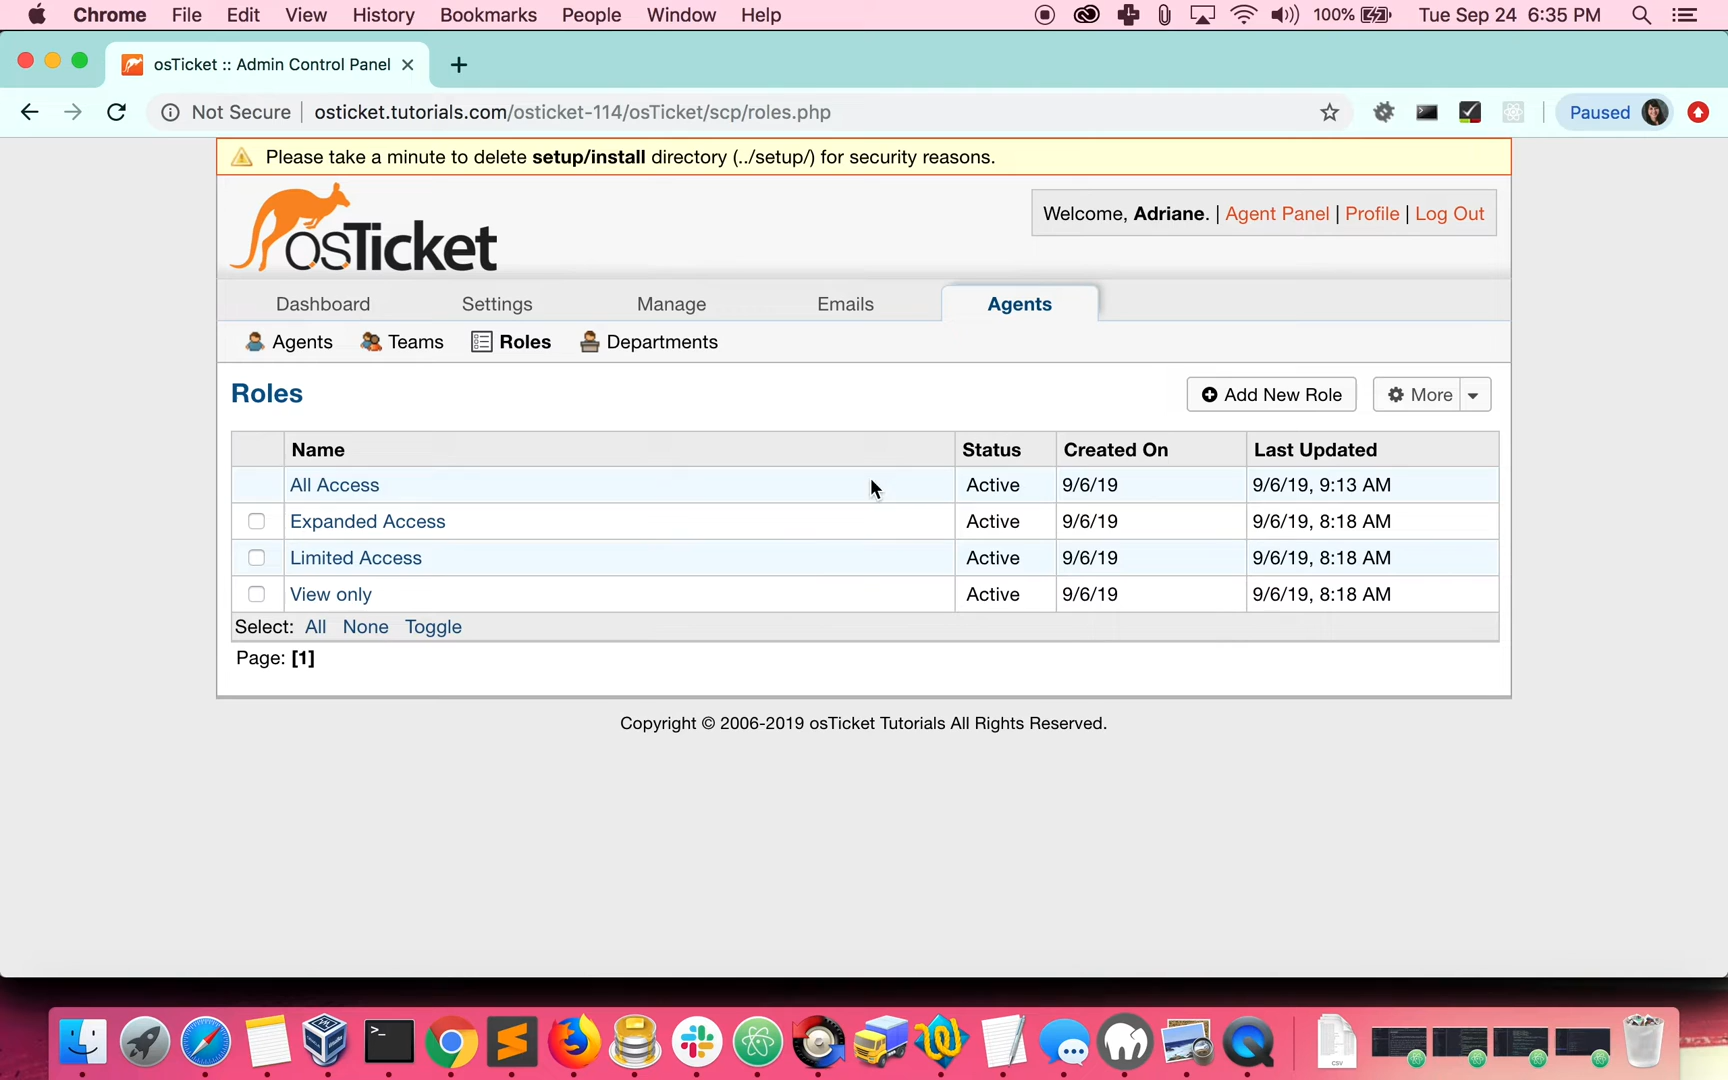 Chrome File Edit View History Bookmarks People Window Help 100% Tue Sep 24 6:35 PM
osTicket :: Admin Control Panel
Not Secure | osticket.tutorials.com/osticket-114/osTicket/scp/roles.php Paused
Please take a minute to delete setup/install directory (../setup/) for security reasons.
osTicket
Welcome, Adriane. | Agent Panel | Profile | Log Out
Dashboard Settings Manage Emails Agents
Agents Teams Roles Departments
Roles
Add New Role More
Name Status Created On Last Updated
All Access Active 9/6/19 9/6/19, 9:13 AM
Expanded Access Active 9/6/19 9/6/19, 8:18 AM
Limited Access Active 9/6/19 9/6/19, 8:18 AM
View only Active 9/6/19 9/6/19, 8:18 AM
Select: All None Toggle
Page: [1]
Copyright © 2006-2019 osTicket Tutorials All Rights Reserved.
CSV